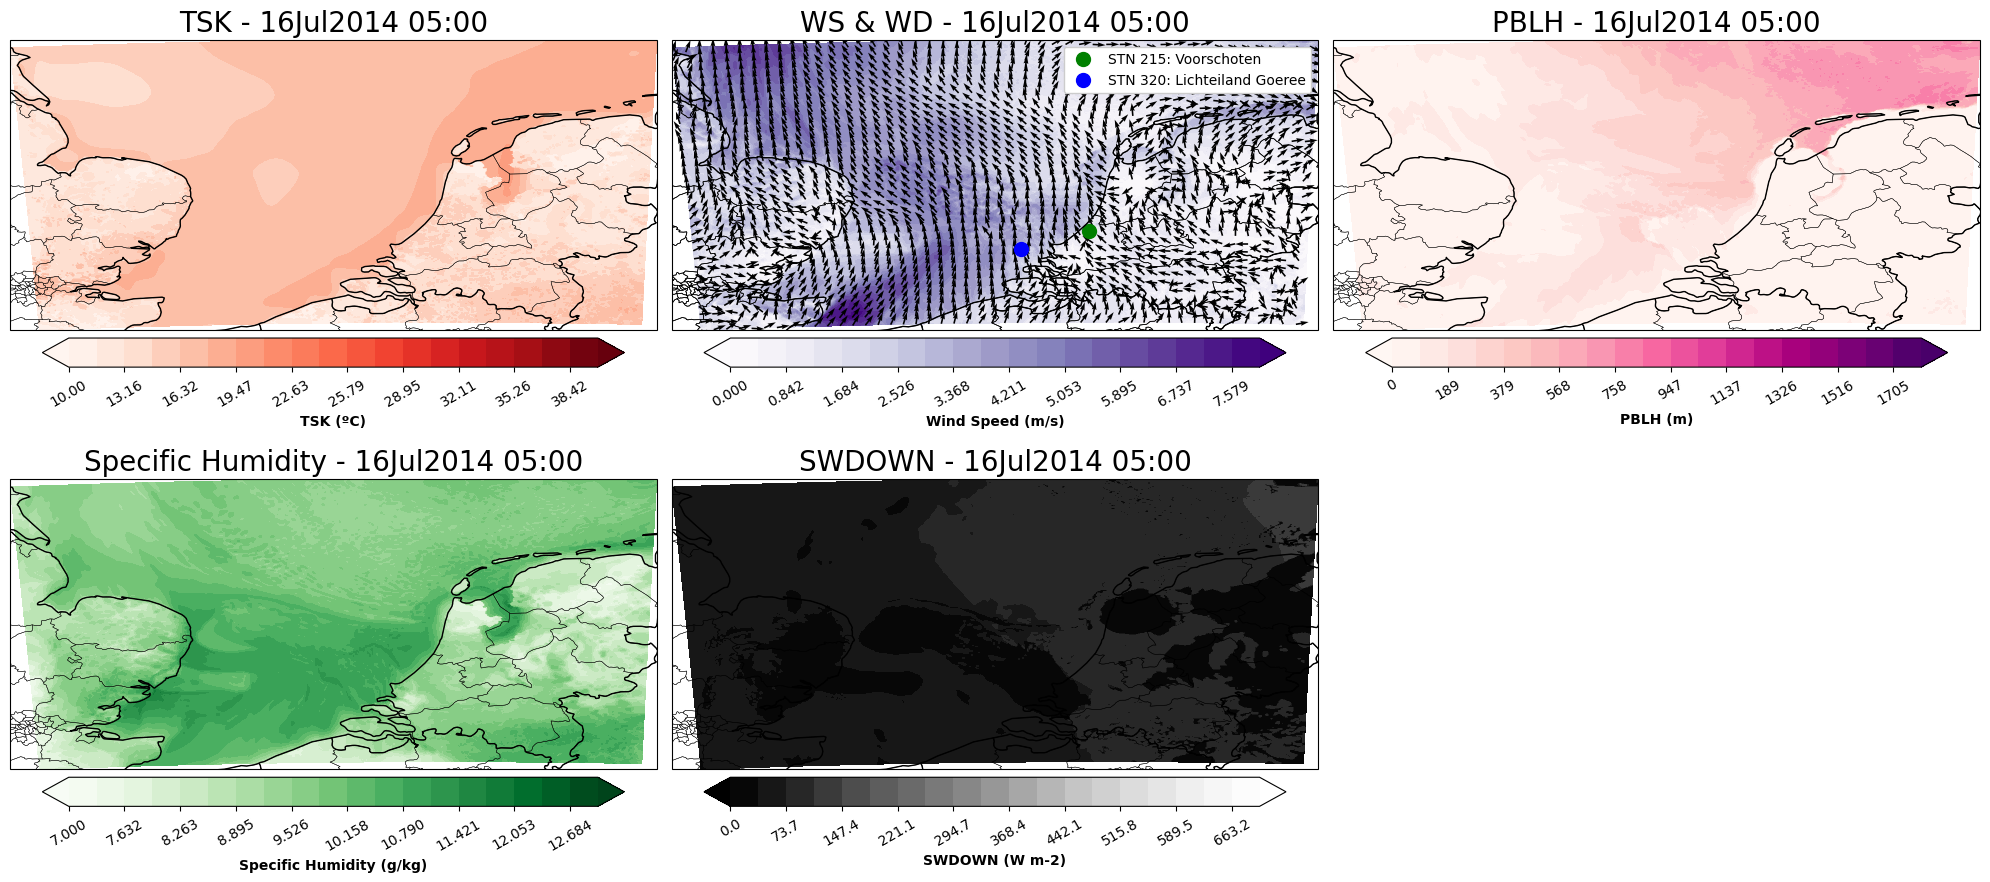 TSK - 16Jul2014 05:00
WS & WD - 16Jul2014 05:00
PBLH - 16Jul2014 05:00
STN 215: Voorschoten
STN 320: Lichteiland Goeree
10.00 13.16 16.32 19.47 22.63 25.79 28.95 32.11 35.26 38.42
TSK (ºC)
0.000 0.842 1.684 2.526 3.368 4.211 5.053 5.895 6.737 7.579
Wind Speed (m/s)
0 189 379 568 758 947 1137 1326 1516 1705
PBLH (m)
Specific Humidity - 16Jul2014 05:00
SWDOWN - 16Jul2014 05:00
7.000 7.632 8.263 8.895 9.526 10.158 10.790 11.421 12.053 12.684
Specific Humidity (g/kg)
0.0 73.7 147.4 221.1 294.7 368.4 442.1 515.8 589.5 663.2
SWDOWN (W m-2)